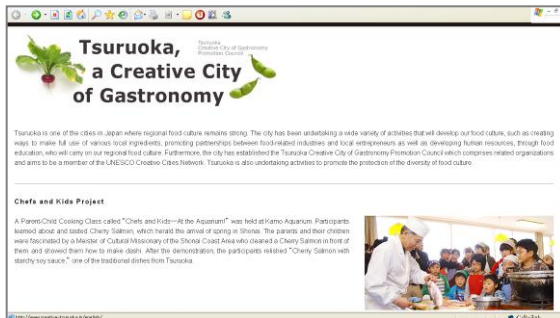 Tsuruoka,
a Creative City
of Gastronomy
Tsuruoka
Creative City of Gastronomy
Promotion Council
Tsuruoka is one of the cities in Japan where regional food culture remains strong. The city has been undertaking a wide variety of activities that will develop our food culture, such as creating
ways to make full use of various local ingredients, promoting partnerships between food-related industries and local entrepreneurs as well as developing human resources, through food
education, who will carry on our regional food culture. Furthermore, the city has established the Tsuruoka Creative City of Gastronomy Promotion Council which comprises related organizations
and aims to be a member of the UNESCO Creative Cities Network. Tsuruoka is also undertaking activities to promote the protection of the diversity of food culture.
Chefs and Kids Project
A Parent-Child Cooking Class called "Chefs and Kids—At the Aquarium!" was held at Kamo Aquarium. Participants
learned about and tasted Cherry Salmon, which herald the arrival of spring in Shonai. The parents and their children
were fascinated by a Meister of Cultural Missionary of the Shonai Coast Area who cleaned a Cherry Salmon in front of
them and showed them how to make dashi. After the demonstration, the participants relished "Cherry Salmon with
starchy soy sauce," one of the traditional dishes from Tsuruoka.